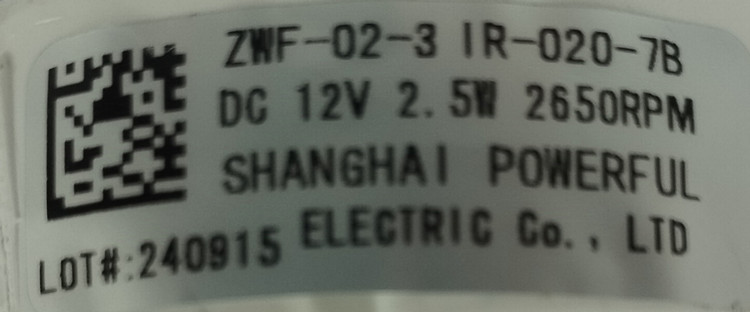 ZWF-02-3 IR-020-7B
DC 12V 2.5W 2650RPM
SHANGHAI POWERFUL
ELECTRIC Co., LTD
LOT#:240915